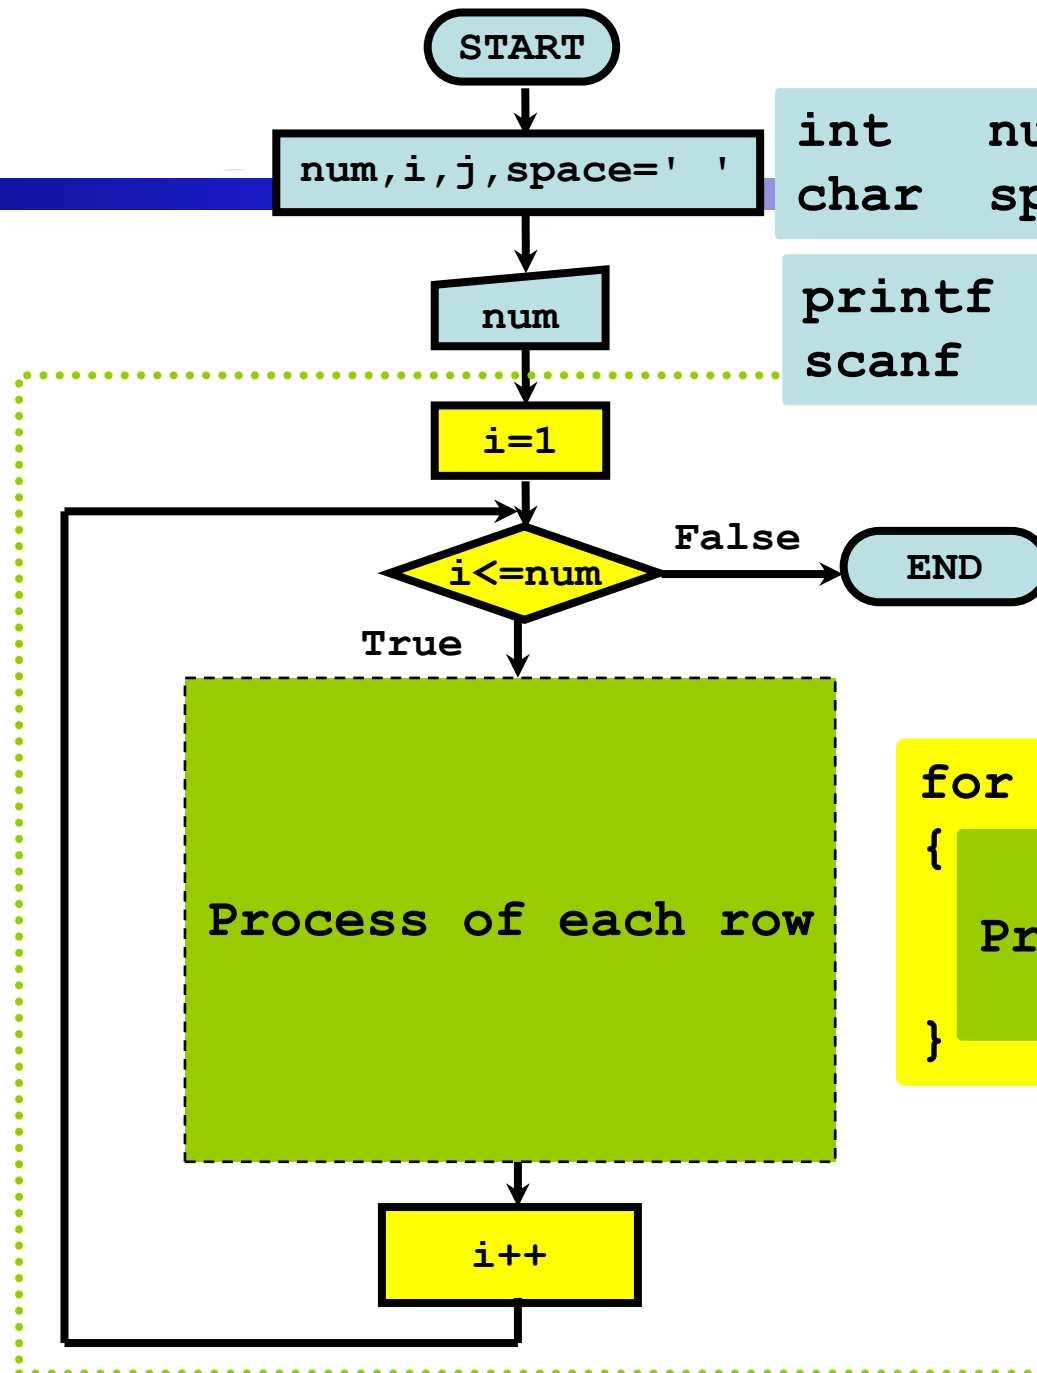 START
num,i,j,space=' '
int
char
num
printf
scanf
i=1
False
i<=num
END
True
for
{
Process of each row
}
i++